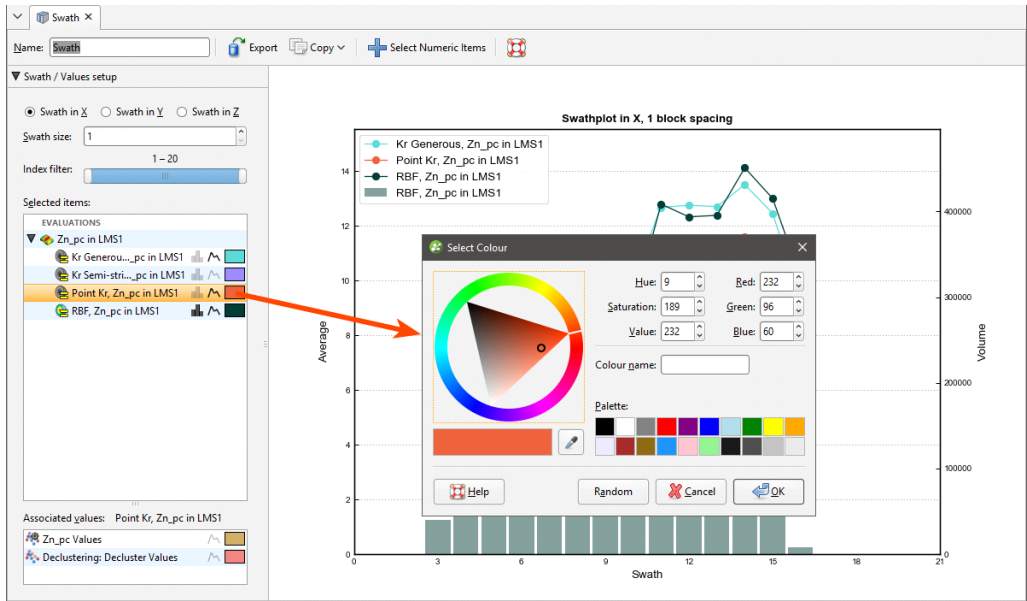 Swath
Name: Swath Export Copy Select Numeric Items
Swath / Values setup
Swath in X Swath in Y Swath in Z
Swath size: 1
1 – 20
Index filter:
Selected items:
EVALUATIONS
Zn_pc in LMS1
Kr Generou..._pc in LMS1
Kr Semi-stri..._pc in LMS1
Point Kr, Zn_pc in LMS1
RBF, Zn_pc in LMS1
Associated values: Point Kr, Zn_pc in LMS1
Zn_pc Values
Declustering: Decluster Values
Swathplot in X, 1 block spacing
Kr Generous, Zn_pc in LMS1
Point Kr, Zn_pc in LMS1
RBF, Zn_pc in LMS1
RBF, Zn_pc in LMS1
14
12
10
8
6
4
2
0
Average
400000
300000
200000
100000
0
Volume
0 3 6 9 12 15 18 21
Swath
Select Colour
Hue: 9 Red: 232
Saturation: 189 Green: 96
Value: 232 Blue: 60
Colour name:
Palette:
Help Random Cancel OK